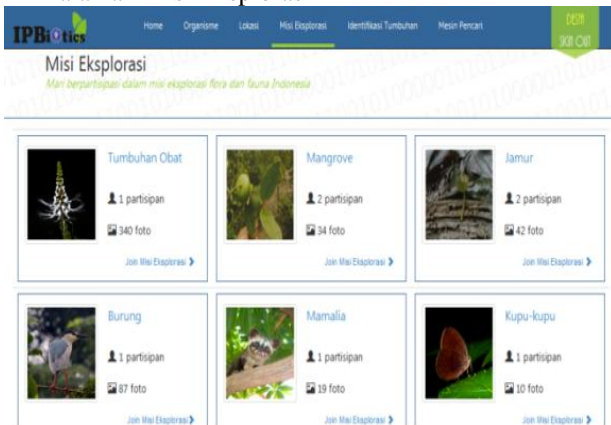 IPBiotics
Home Organisme Lokasi Misi Eksplorasi Identifikasi Tumbuhan Mesin Pencari
SIGN OUT
Misi Eksplorasi
Mari berpartisipasi dalam misi eksplorasi flora dan fauna Indonesia
Tumbuhan Obat
1 partisipan
340 foto
Join Misi Eksplorasi
Mangrove
2 partisipan
34 foto
Join Misi Eksplorasi
Jamur
2 partisipan
42 foto
Join Misi Eksplorasi
Burung
1 partisipan
87 foto
Join Misi Eksplorasi
Mamalia
1 partisipan
19 foto
Join Misi Eksplorasi
Kupu-kupu
1 partisipan
10 foto
Join Misi Eksplorasi